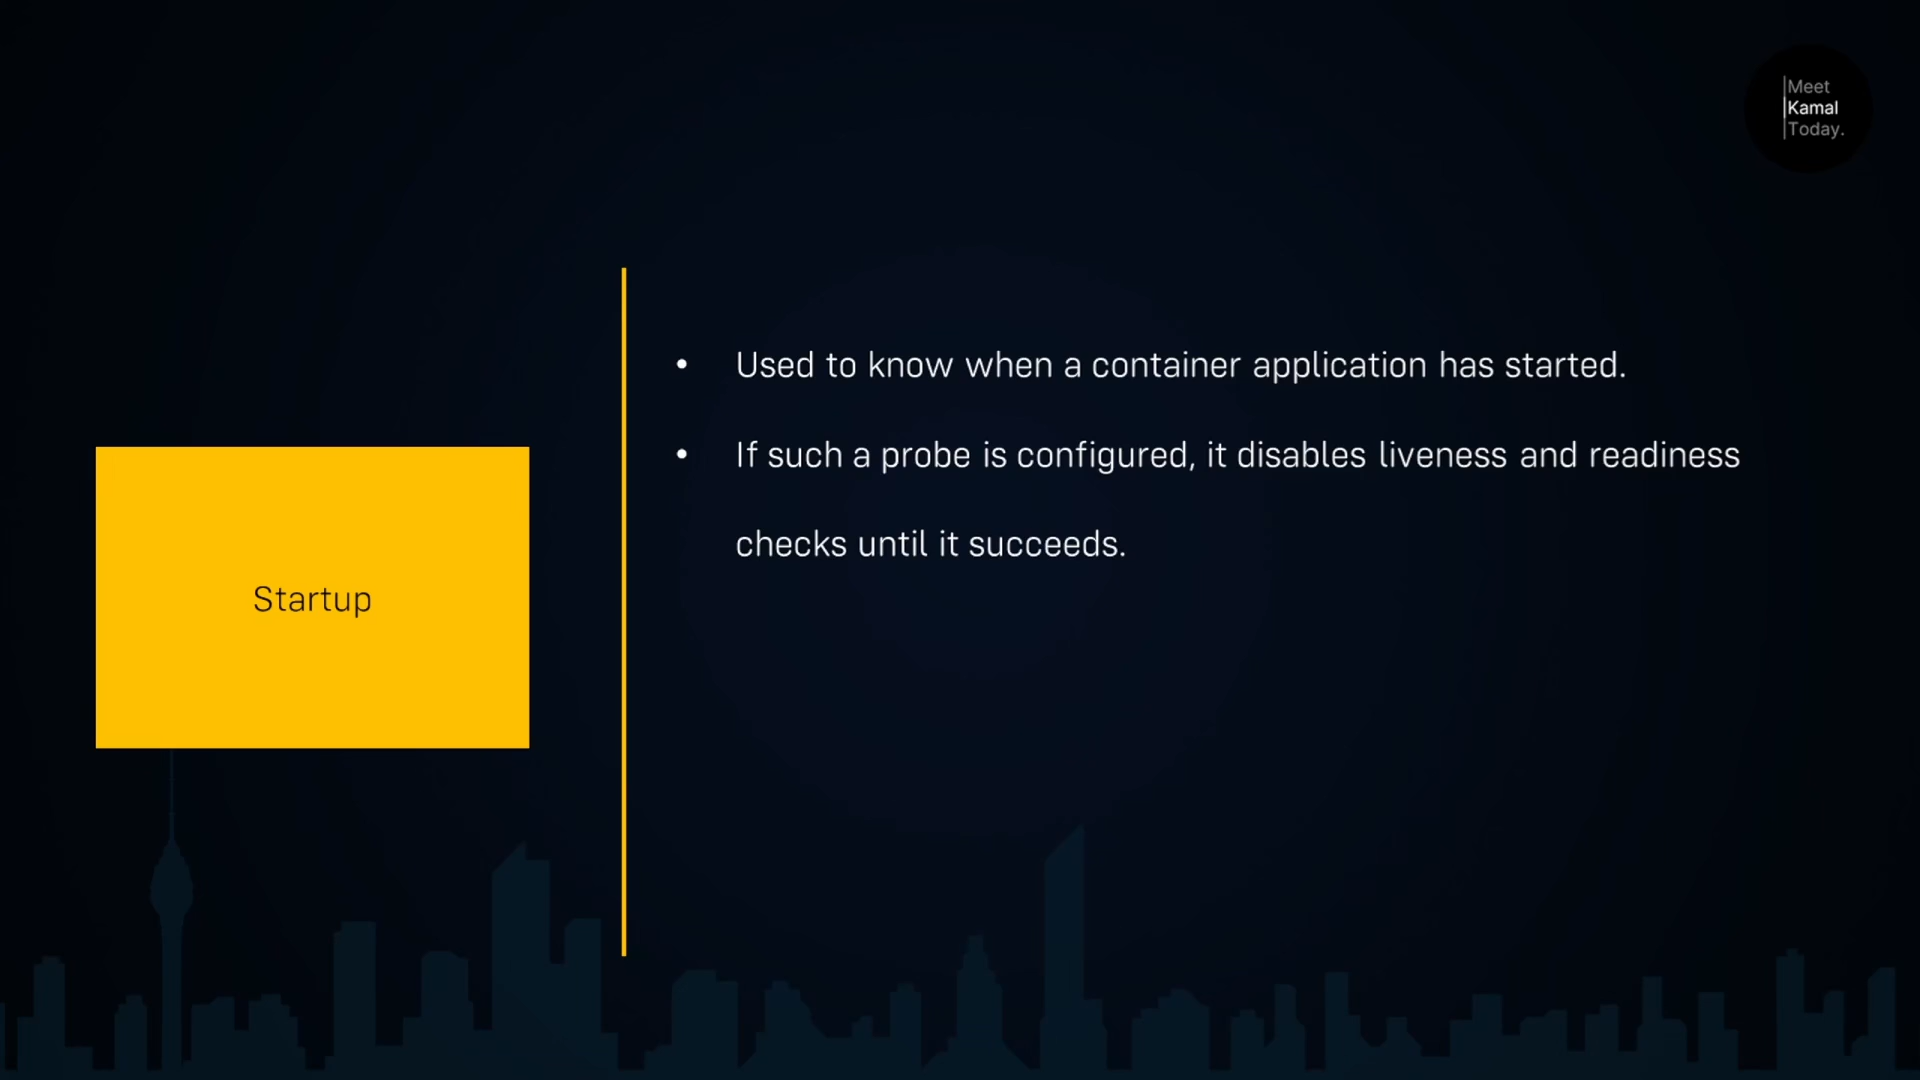 Meet
Kamal
Today.
• Used to know when a container application has started.
• If such a probe is configured, it disables liveness and readiness
checks until it succeeds.
Startup